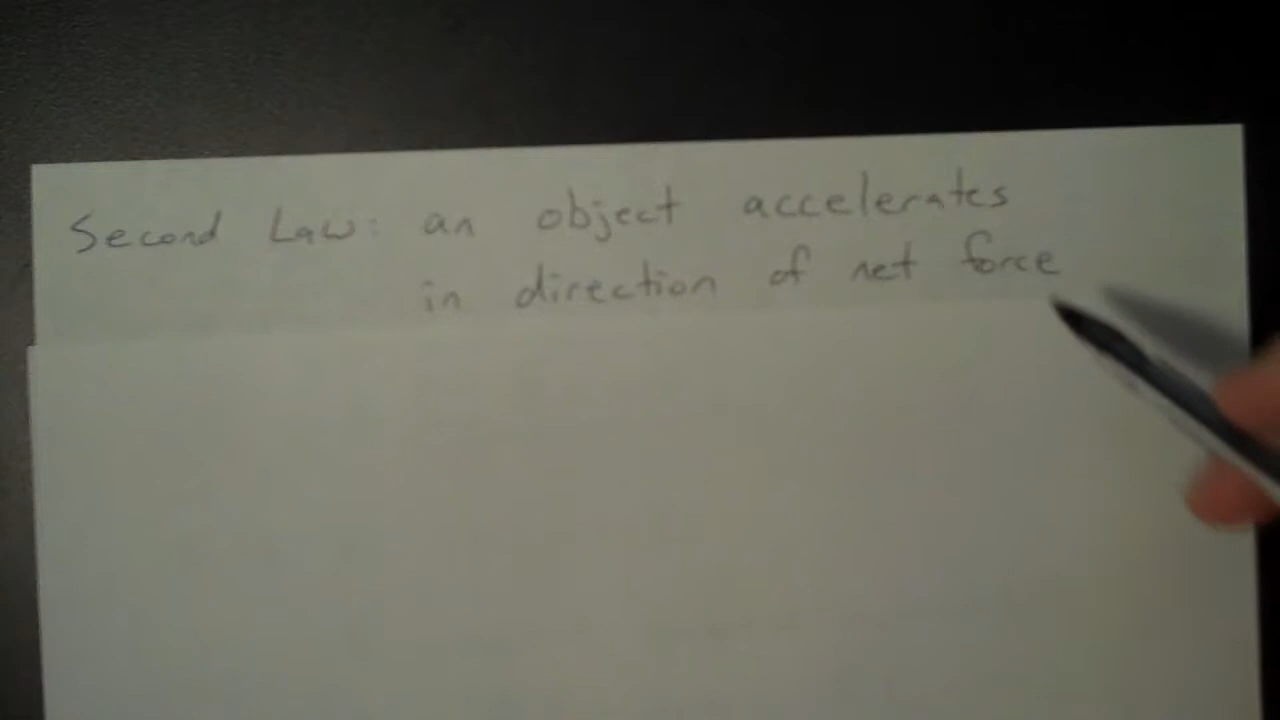 Second Law: an object accelerates
in direction of net force